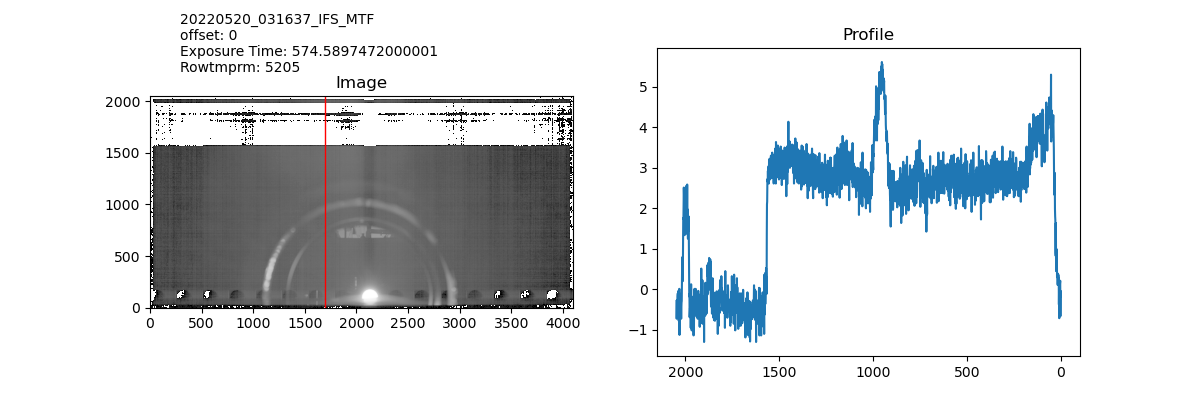 20220520_031637_IFS_MTF
offset: 0
Exposure Time: 574.5897472000001
Rowtmprm: 5205
Image
2000
1500
1000
500
0
0 500 1000 1500 2000 2500 3000 3500 4000
Profile
5
4
3
2
1
0
−1
2000 1500 1000 500 0